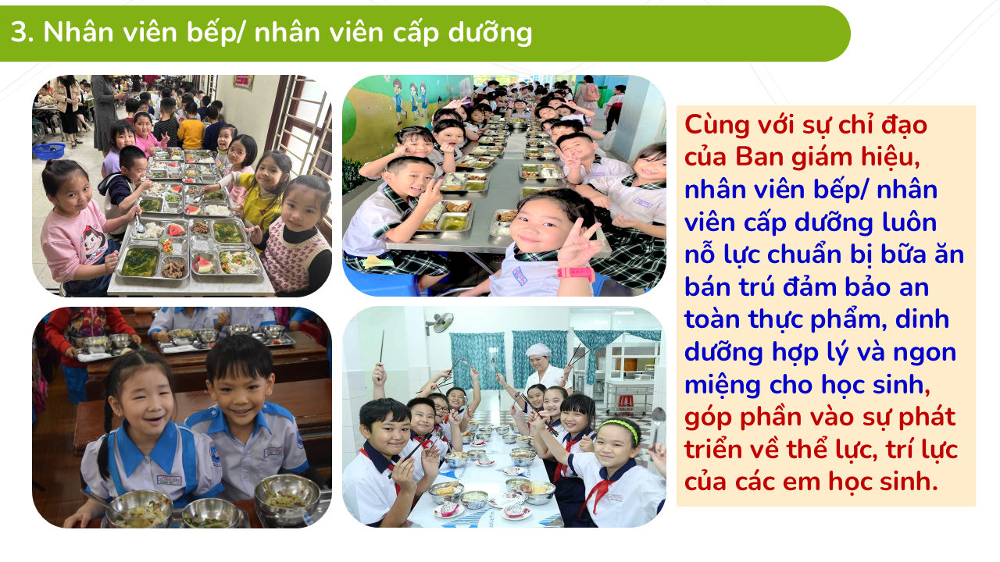 3. Nhân viên bếp/ nhân viên cấp dưỡng
Cùng với sự chỉ đạo
của Ban giám hiệu,
nhân viên bếp/ nhân
viên cấp dưỡng luôn
nỗ lực chuẩn bị bữa ăn
bán trú đảm bảo an
toàn thực phẩm, dinh
dưỡng hợp lý và ngon
miệng cho học sinh,
góp phần vào sự phát
triển về thể lực, trí lực
của các em học sinh.